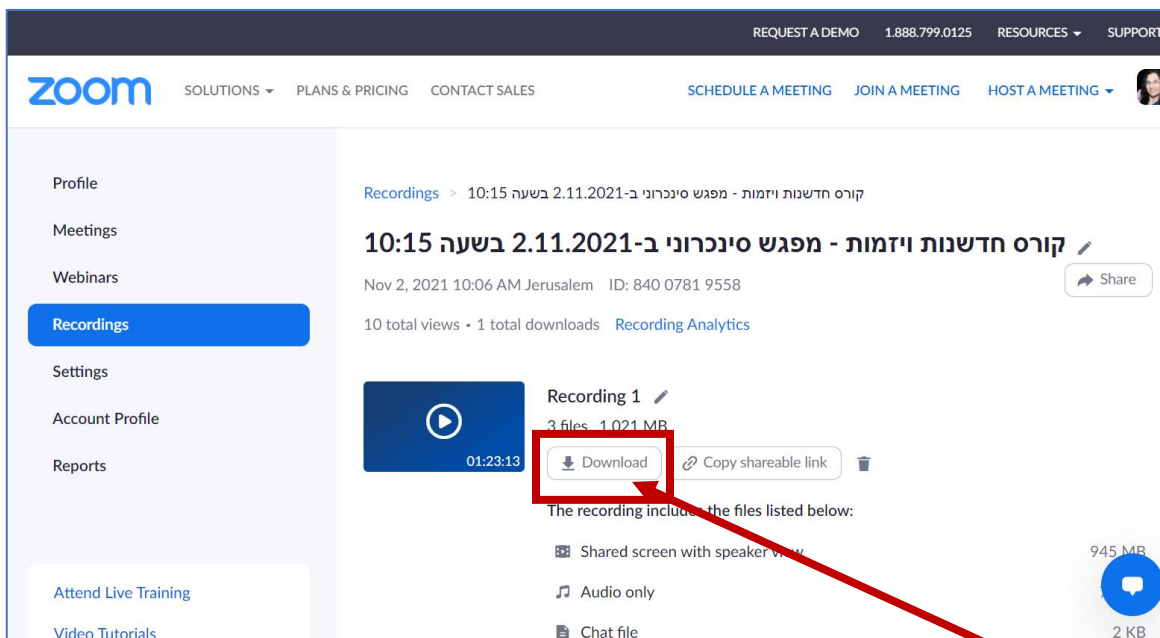 REQUEST A DEMO 1.888.799.0125 RESOURCES SUPPORT
zoom SOLUTIONS PLANS & PRICING CONTACT SALES SCHEDULE A MEETING JOIN A MEETING HOST A MEETING
Profile
Meetings
Webinars
Recordings
Settings
Account Profile
Reports
Attend Live Training
Video Tutorials
Recordings > קורס חדשנות ויזמות - מפגש סינכרוני ב-2.11.2021 בשעה 10:15
קורס חדשנות ויזמות - מפגש סינכרוני ב-2.11.2021 בשעה 10:15
Share
Nov 2, 2021 10:06 AM Jerusalem ID: 840 0781 9558
10 total views • 1 total downloads Recording Analytics
01:23:13
Recording 1
3 files 1,021 MB
Download Copy shareable link
The recording includes the files listed below:
Shared screen with speaker view 945 MB
Audio only
Chat file 2 KB